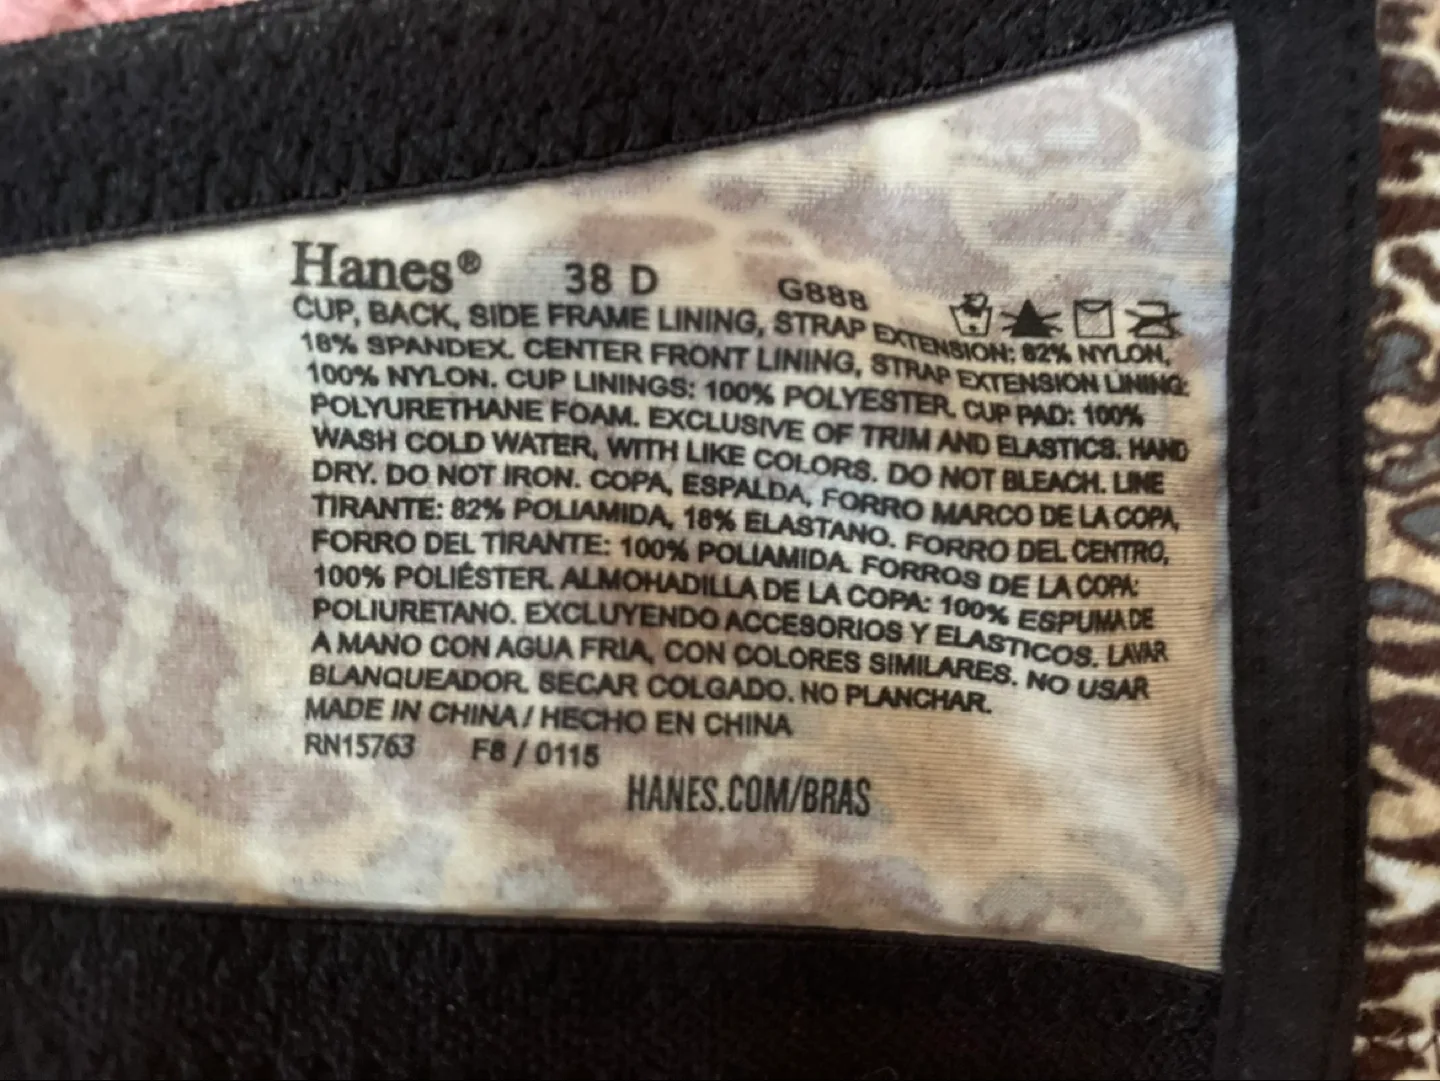 Hanes® 38 D G888
CUP, BACK, SIDE FRAME LINING, STRAP EXTENSION: 82% NYLON,
18% SPANDEX. CENTER FRONT LINING, STRAP EXTENSION LINING:
100% NYLON. CUP LININGS: 100% POLYESTER. CUP PAD: 100%
POLYURETHANE FOAM. EXCLUSIVE OF TRIM AND ELASTICS. HAND
WASH COLD WATER, WITH LIKE COLORS. DO NOT BLEACH. LINE
DRY. DO NOT IRON. COPA, ESPALDA, FORRO MARCO DE LA COPA,
TIRANTE: 82% POLIAMIDA, 18% ELASTANO. FORRO DEL CENTRO,
FORRO DEL TIRANTE: 100% POLIAMIDA. FORROS DE LA COPA:
100% POLIÉSTER. ALMOHADILLA DE LA COPA: 100% ESPUMA DE
POLIURETANO. EXCLUYENDO ACCESORIOS Y ELASTICOS. LAVAR
A MANO CON AGUA FRIA, CON COLORES SIMILARES. NO USAR
BLANQUEADOR. SECAR COLGADO. NO PLANCHAR.
MADE IN CHINA / HECHO EN CHINA
RN15763 F8 / 0115
HANES.COM/BRAS